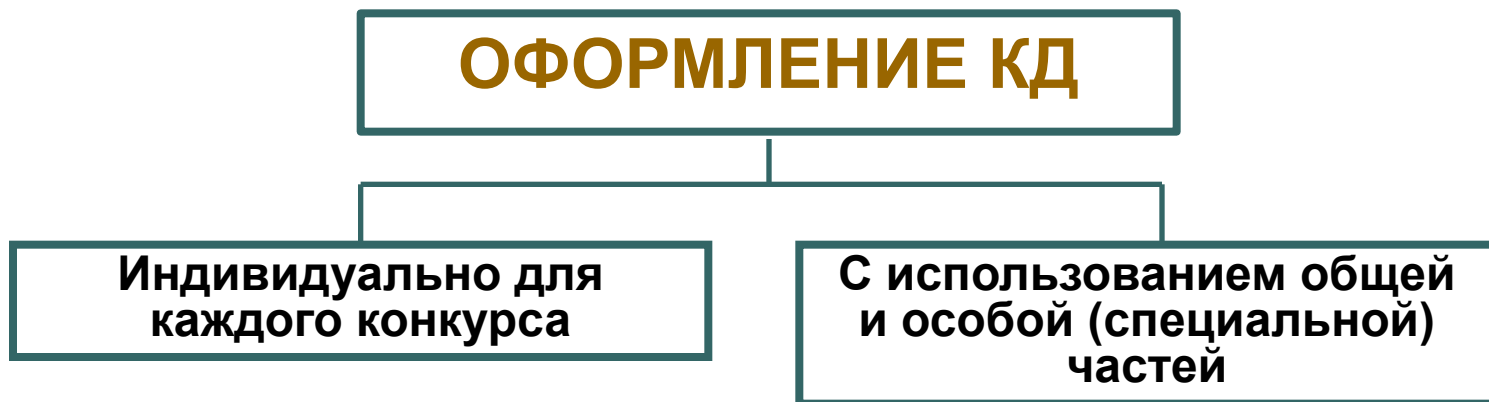 ОФОРМЛЕНИЕ КД
Индивидуально для
каждого конкурса
С использованием общей
и особой (специальной)
частей